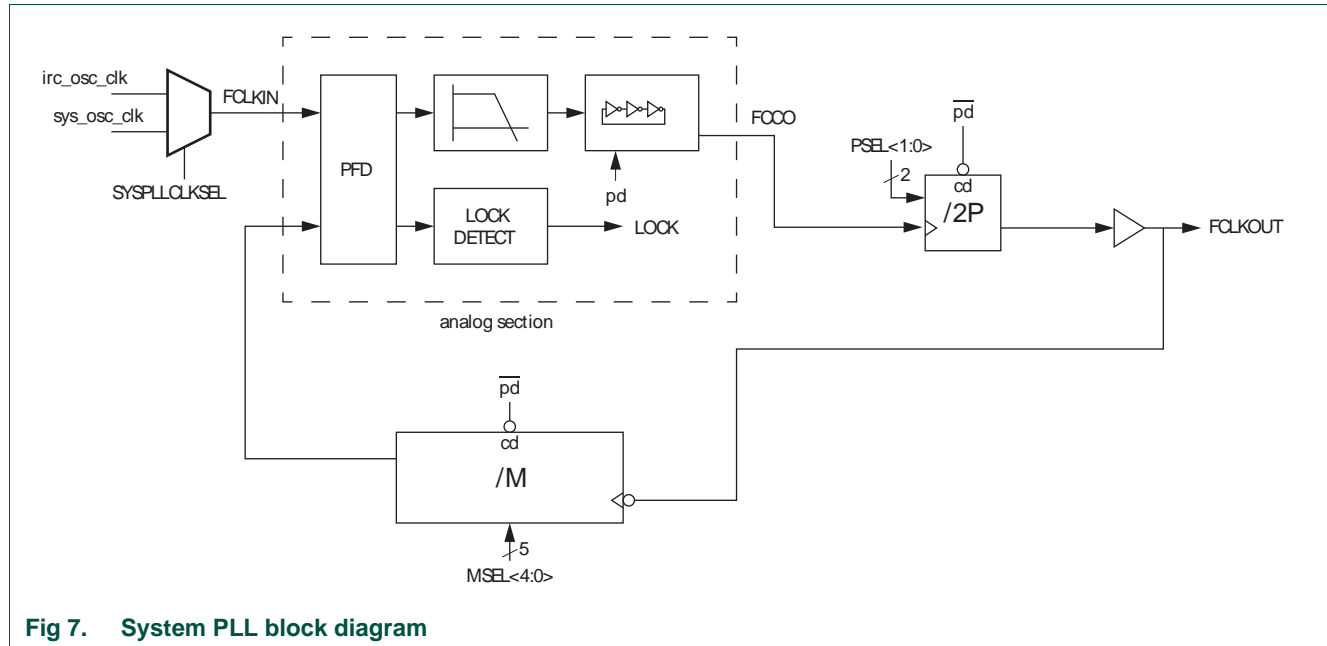 irc_osc_clk
sys_osc_clk
SYSPLLCLKSEL
FCLKIN
PFD
LOCK
DETECT
LOCK
pd
analog section
FCCO
PSEL<1:0>
2
pd
cd
/2P
FCLKOUT
pd
cd
/M
5
MSEL<4:0>
Fig 7. System PLL block diagram